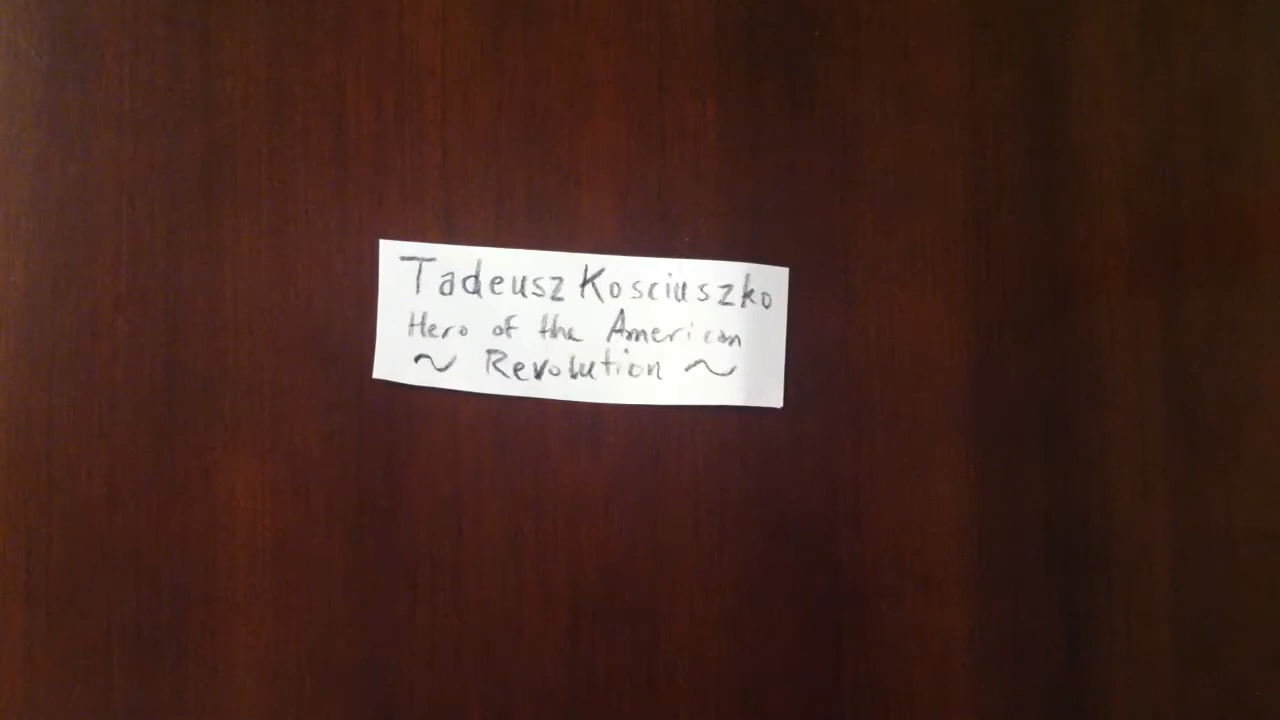 Tadeusz Kosciuszko
Hero of the American
~ Revolution ~